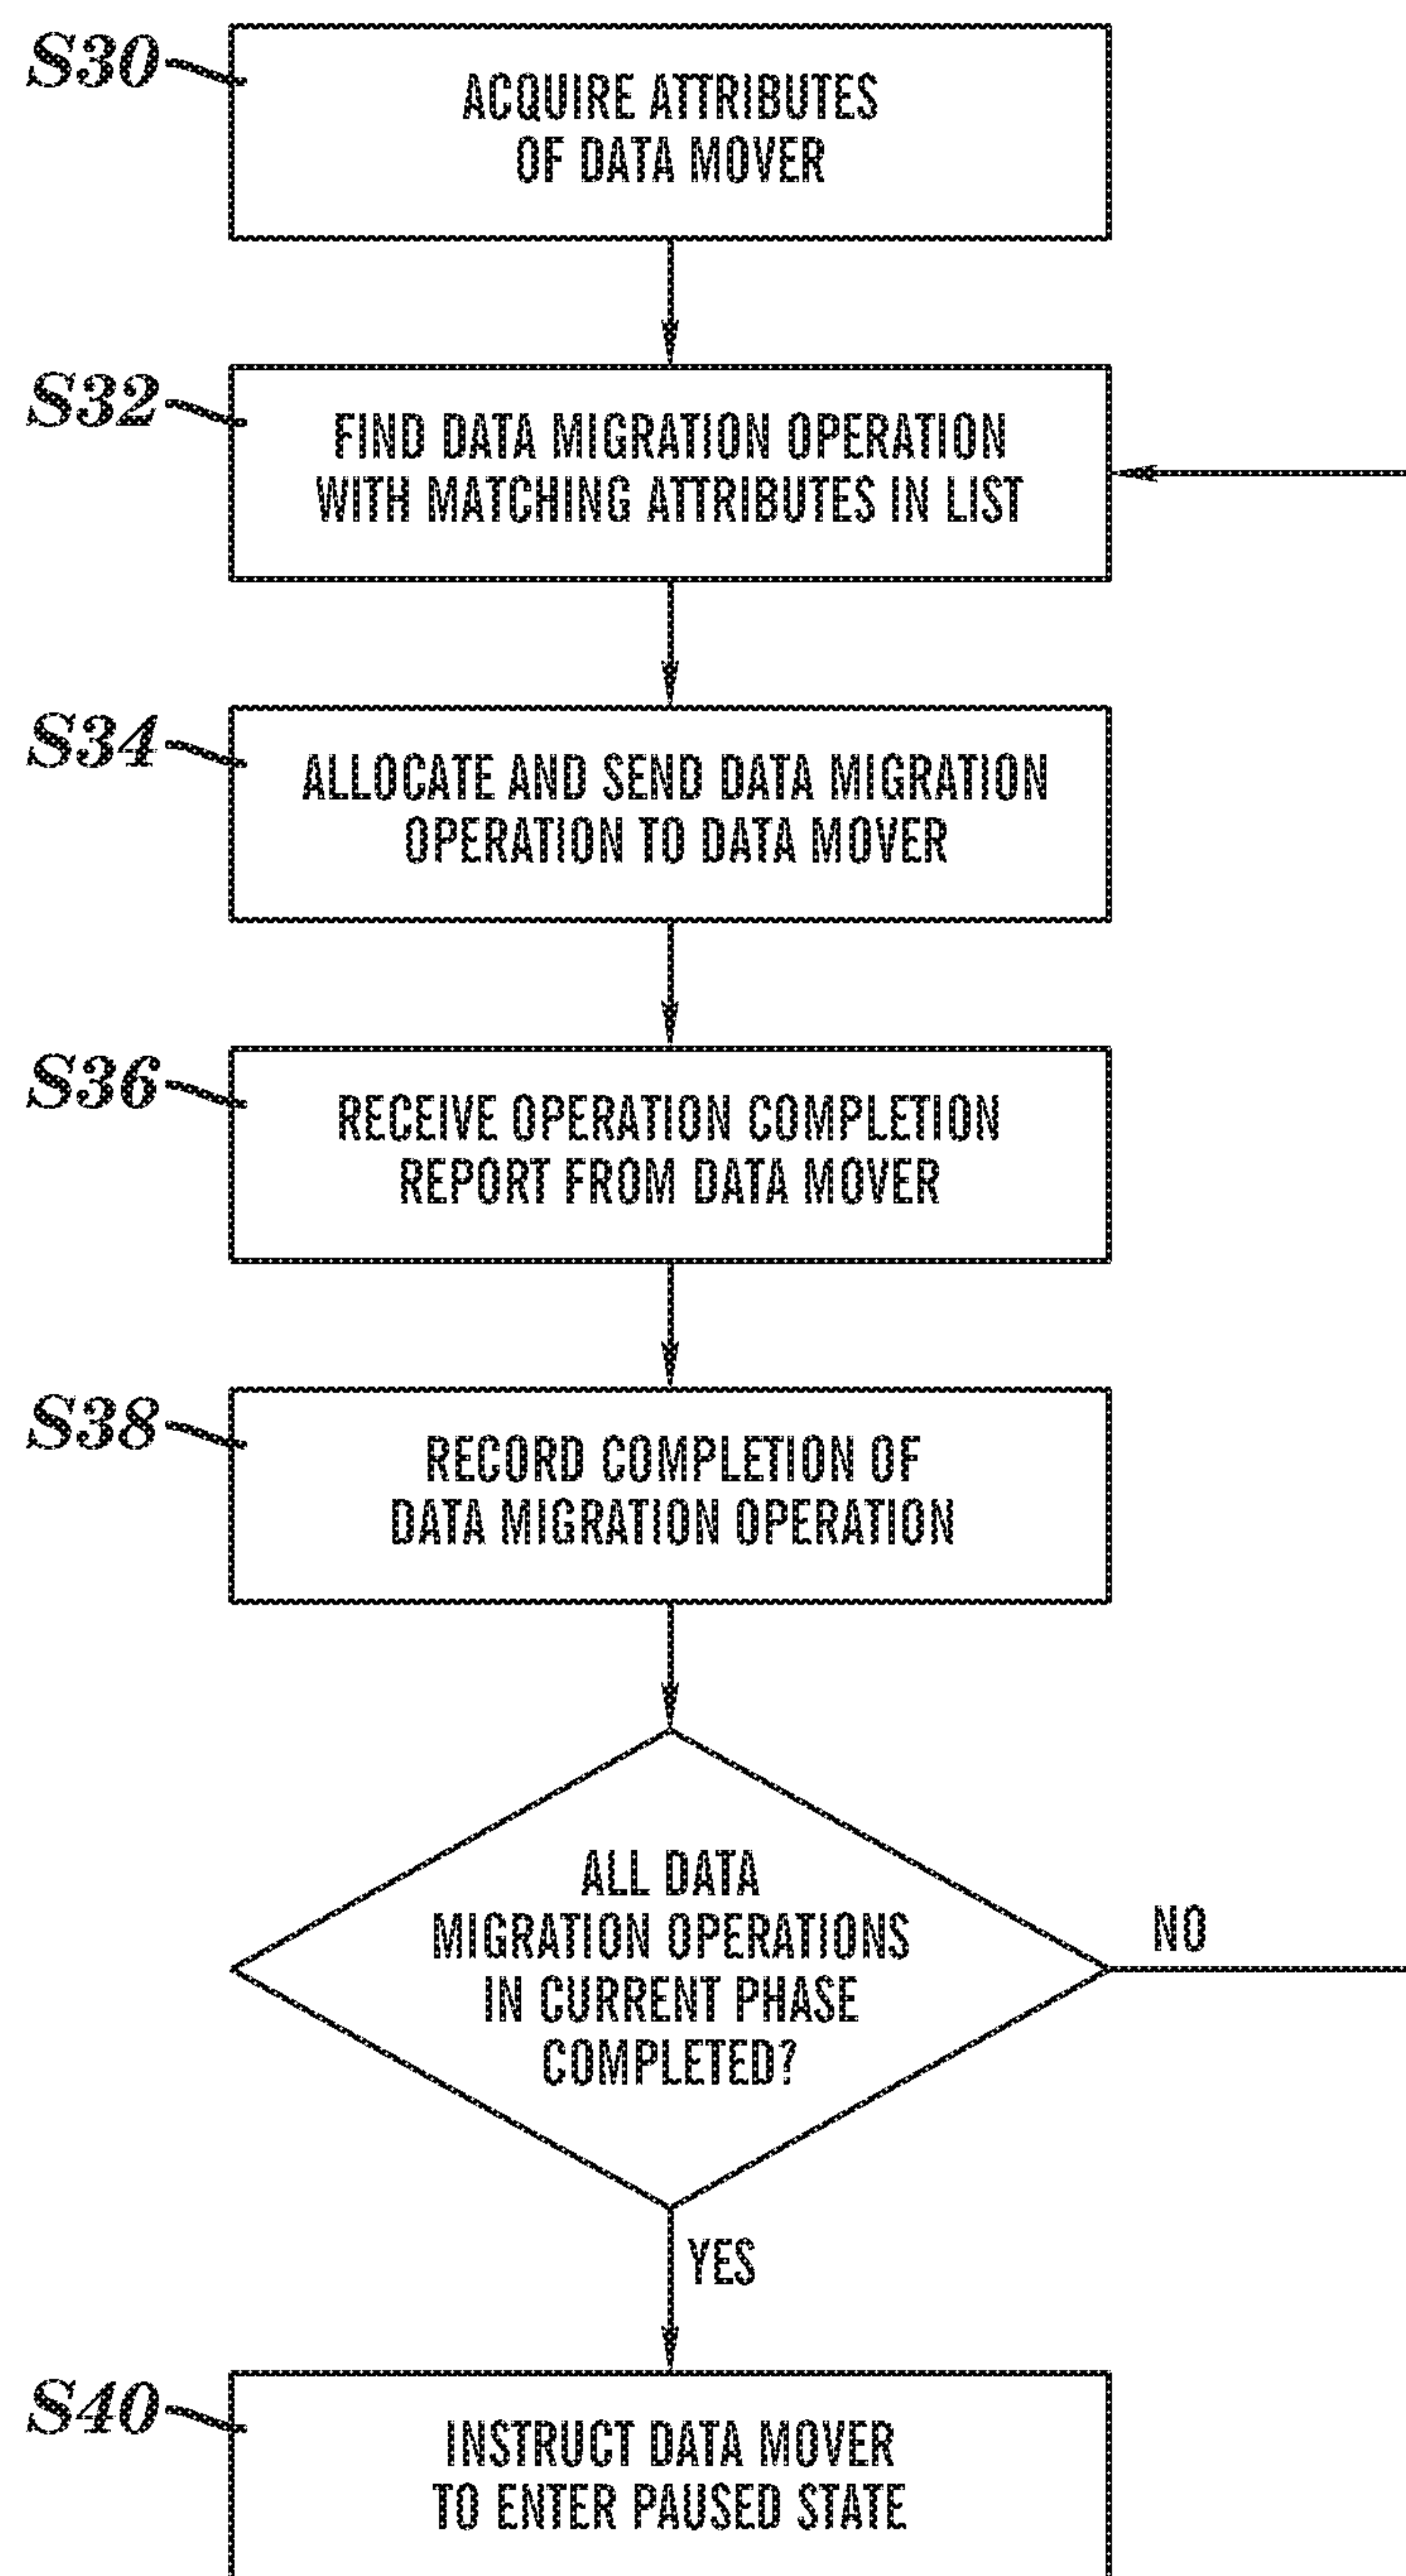 S30
ACQUIRE ATTRIBUTES
OF DATA MOVER
S32
FIND DATA MIGRATION OPERATION
WITH MATCHING ATTRIBUTES IN LIST
S34
ALLOCATE AND SEND DATA MIGRATION
OPERATION TO DATA MOVER
S36
RECEIVE OPERATION COMPLETION
REPORT FROM DATA MOVER
S38
RECORD COMPLETION OF
DATA MIGRATION OPERATION
ALL DATA
MIGRATION OPERATIONS
IN CURRENT PHASE
COMPLETED?
NO
YES
S40
INSTRUCT DATA MOVER
TO ENTER PAUSED STATE